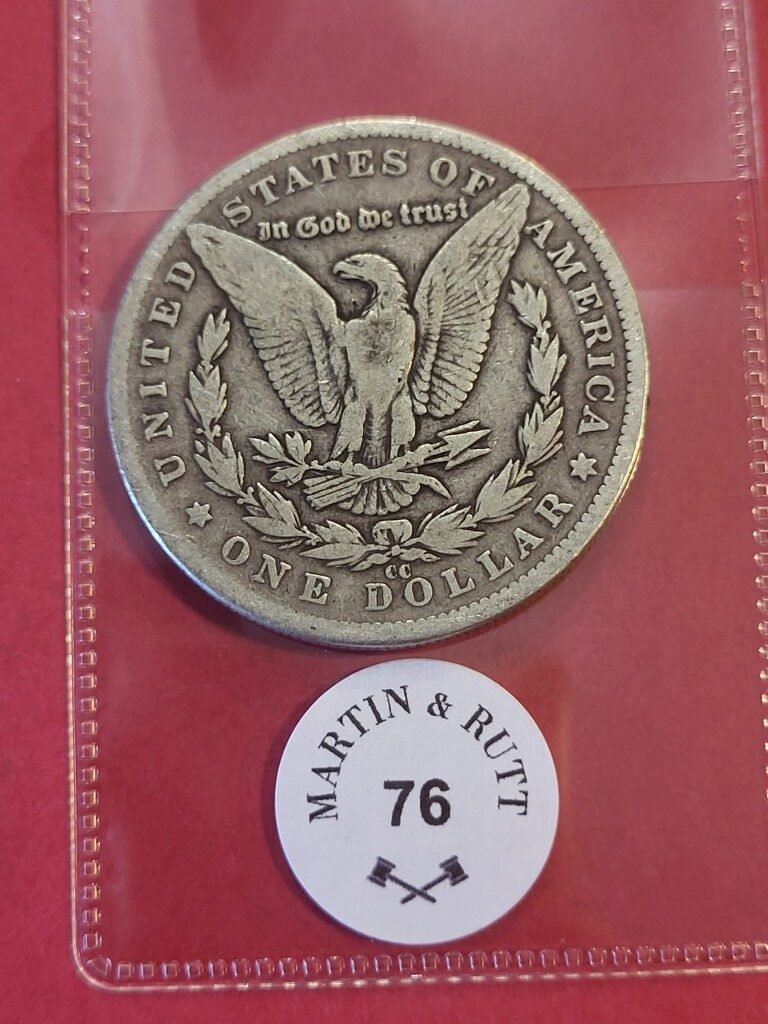 UNITED STATES OF AMERICA
In God we trust
CC
ONE DOLLAR
MARTIN & RUTT
76